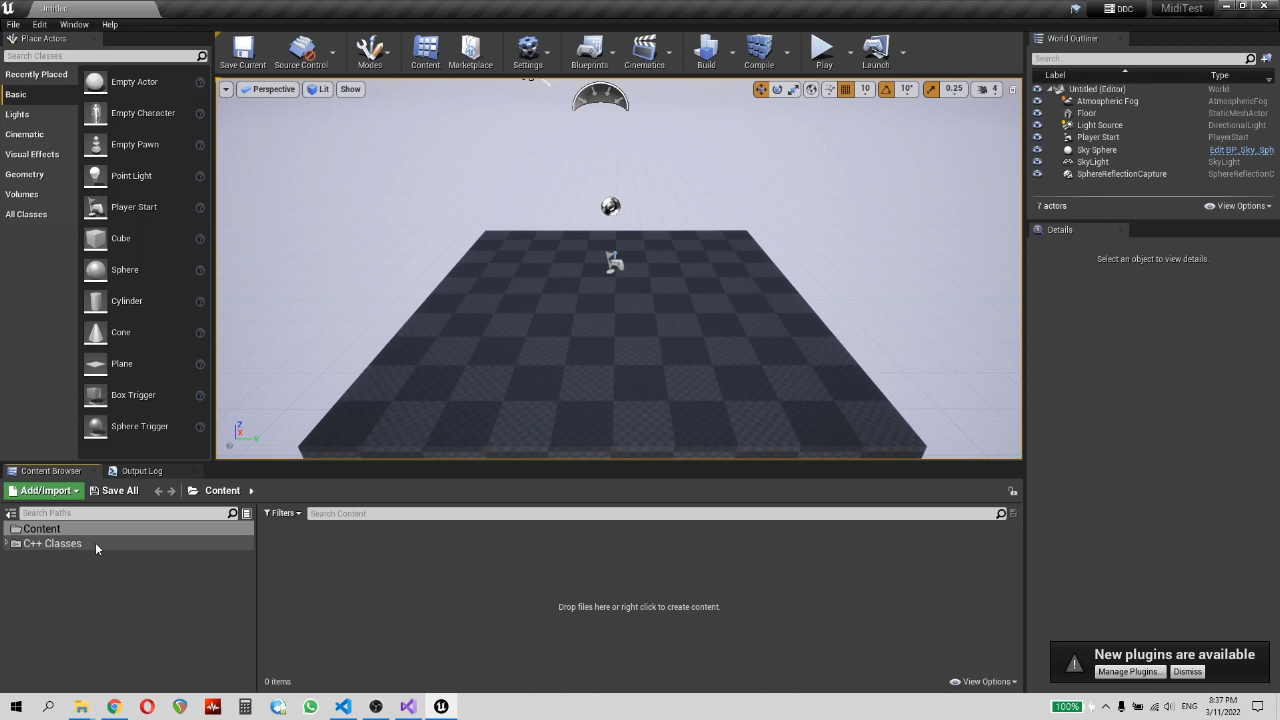 Untitled
DDC
MidiTest
File Edit Window Help
Place Actors
Search Classes
Recently Placed
Basic
Lights
Cinematic
Visual Effects
Geometry
Volumes
All Classes
Empty Actor
Empty Character
Empty Pawn
Point Light
Player Start
Cube
Sphere
Cylinder
Cone
Plane
Box Trigger
Sphere Trigger
Save Current
Source Control
Modes
Content
Marketplace
Settings
Blueprints
Cinematics
Build
Compile
Play
Launch
Perspective
Lit
Show
10
10°
0.25
4
Z
X
Y
World Outliner
Search...
Label Type
Untitled (Editor) World
Atmospheric Fog AtmosphericFog
Floor StaticMeshActor
Light Source DirectionalLight
Player Start PlayerStart
Sky Sphere Edit BP_Sky_Sph
SkyLight SkyLight
SphereReflectionCapture SphereReflectionC
7 actors View Options
Details
Select an object to view details.
Content Browser Output Log
Add/Import Save All Content
Search Paths
Content
C++ Classes
Filters Search Content
Drop files here or right click to create content.
0 items View Options
New plugins are available
Manage Plugins... Dismiss
100%
ENG
8:37 PM
3/11/2022